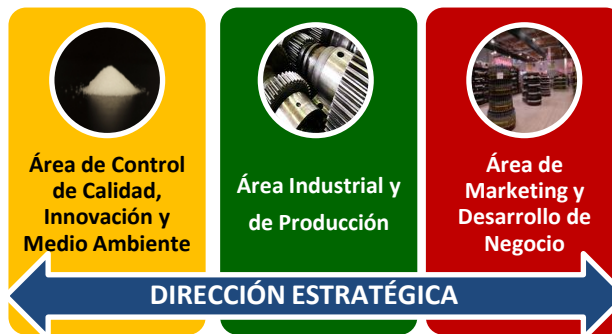 Área de Control
de Calidad,
Innovación y
Medio Ambiente
Área Industrial y
de Producción
Área de
Marketing y
Desarrollo de
Negocio
DIRECCIÓN ESTRATÉGICA